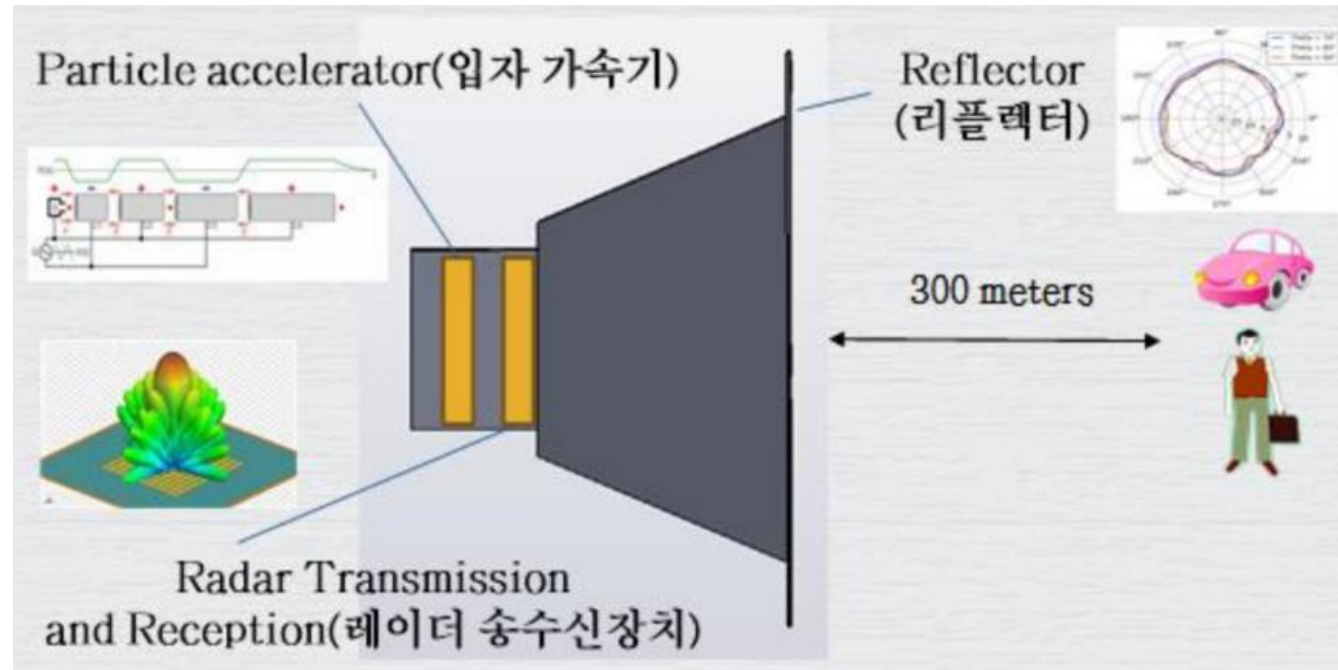 Particle accelerator(입자 가속기)
Reflector
(리플렉터)
300 meters
Radar Transmission
and Reception(레이더 송수신장치)